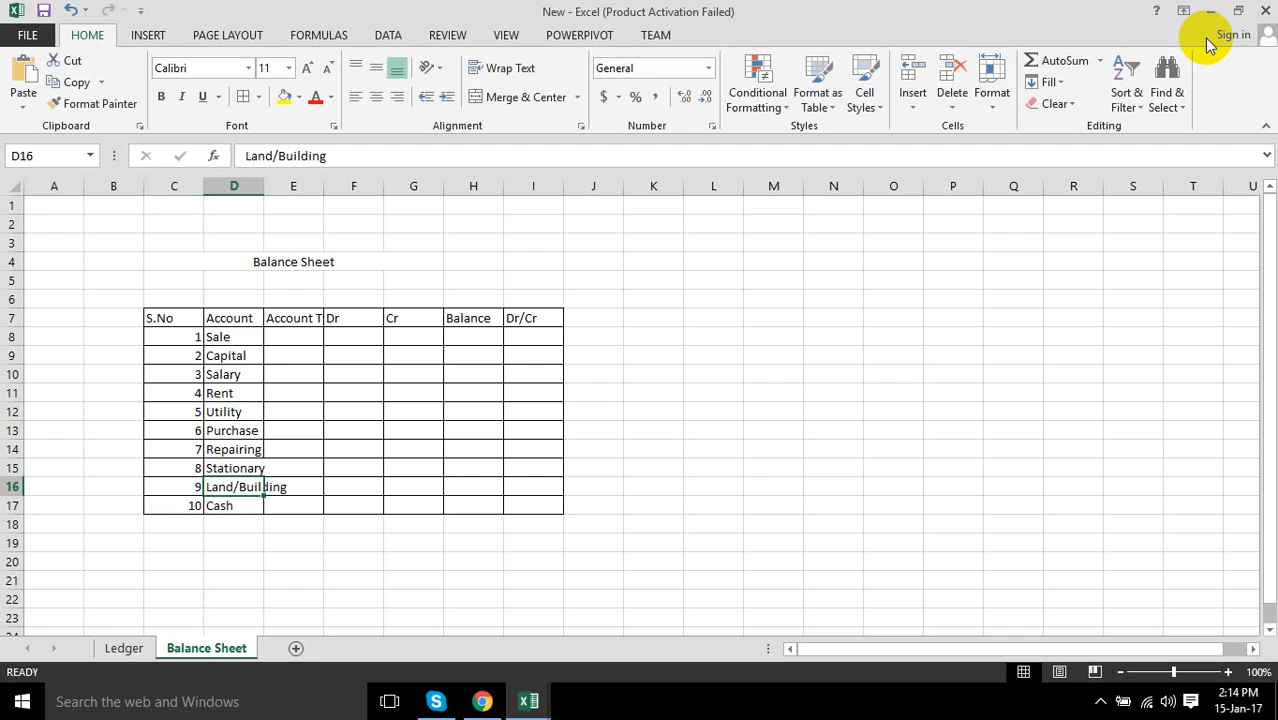 New - Excel (Product Activation Failed)
?
FILE HOME INSERT PAGE LAYOUT FORMULAS DATA REVIEW VIEW POWERPIVOT TEAM Sign in
Cut
Copy
Format Painter
Paste
Clipboard
Calibri 11
B I U A
Font
Wrap Text
Merge & Center
Alignment
General
$ % ,
Number
Conditional Formatting
Format as Table
Cell Styles
Styles
Insert Delete Format
Cells
AutoSum
Fill
Clear
Sort & Filter
Find & Select
Editing
D16 fx Land/Building
A B C D E F G H I J K L M N O P Q R S T U
1
2
3
4 Balance Sheet
5
6
7 S.No Account Account T Dr Cr Balance Dr/Cr
8 1 Sale
9 2 Capital
10 3 Salary
11 4 Rent
12 5 Utility
13 6 Purchase
14 7 Repairing
15 8 Stationary
16 9 Land/Building
17 10 Cash
18
19
20
21
22
23
24
Ledger Balance Sheet
READY 100%
Search the web and Windows
2:14 PM
15-Jan-17